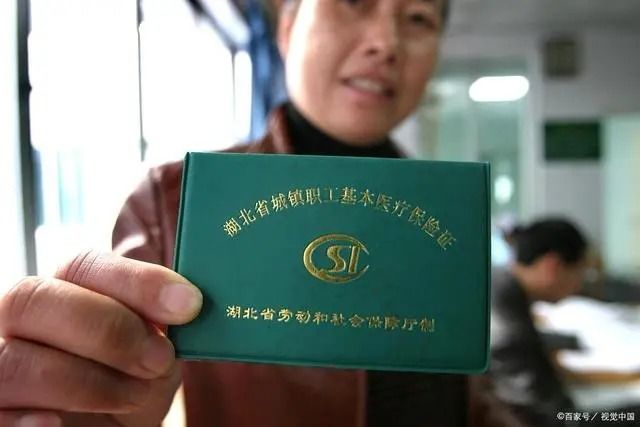 湖北省城镇职工基本医疗保险证
CSI
湖北省劳动和社会保障厅制
©百家号／视觉中国